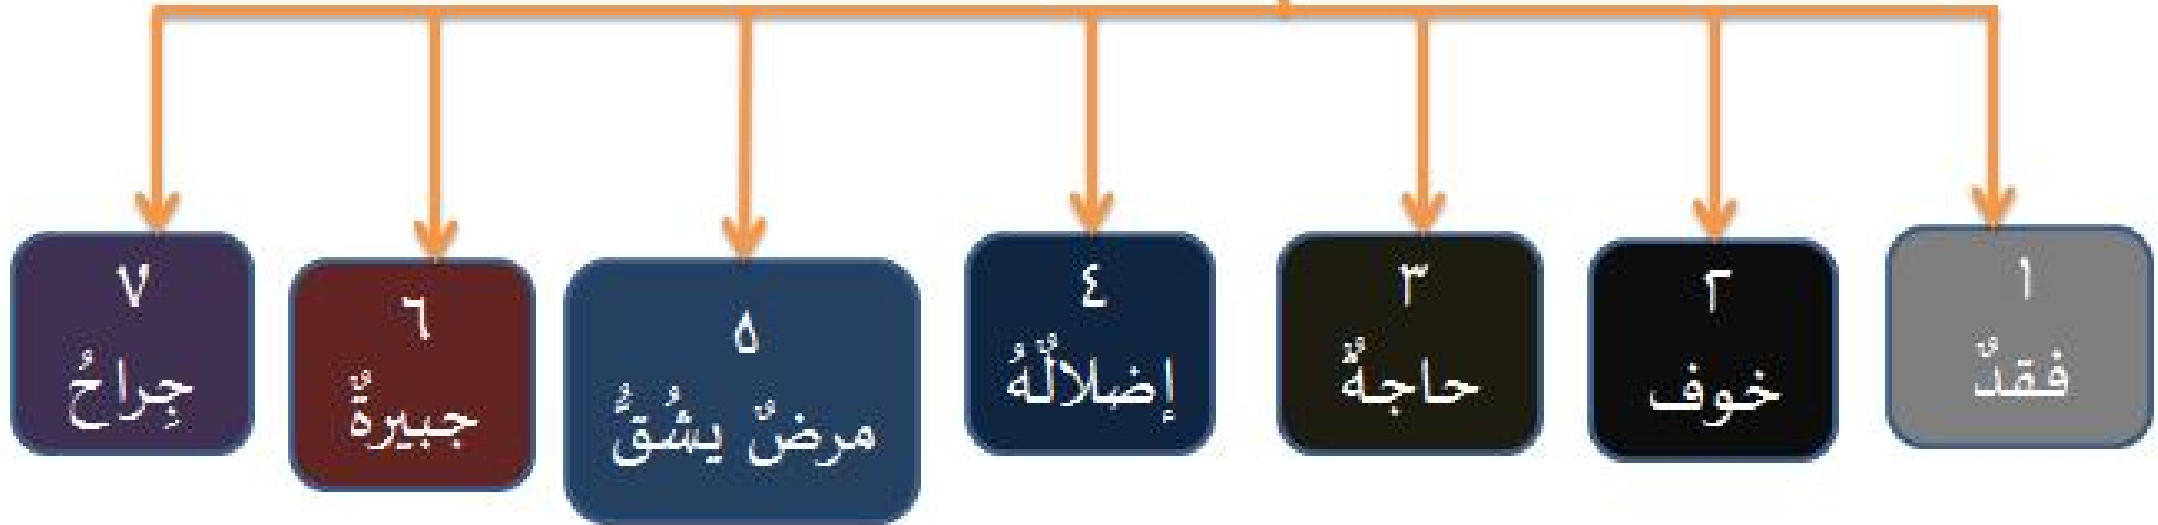 ١
فقدٌ
٢
خوف
٣
حاجةٌ
٤
إضلالُهُ
٥
مرضٌ يشُقُّ
٦
جبيرةٌ
٧
جِراحُ